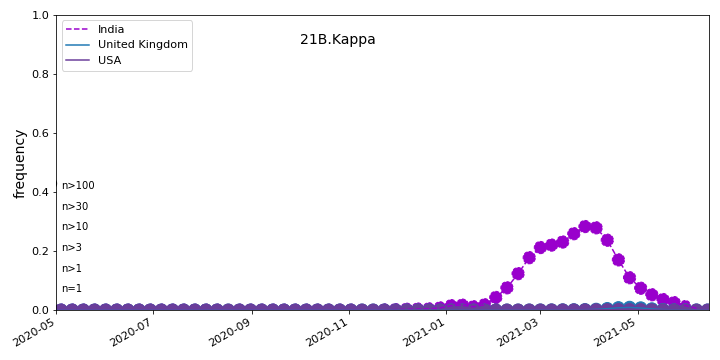 21B.Kappa
India
United Kingdom
USA
frequency
1.0
0.8
0.6
0.4
0.2
0.0
n>100
n>30
n>10
n>3
n>1
n=1
2020-05
2020-07
2020-09
2020-11
2021-01
2021-03
2021-05